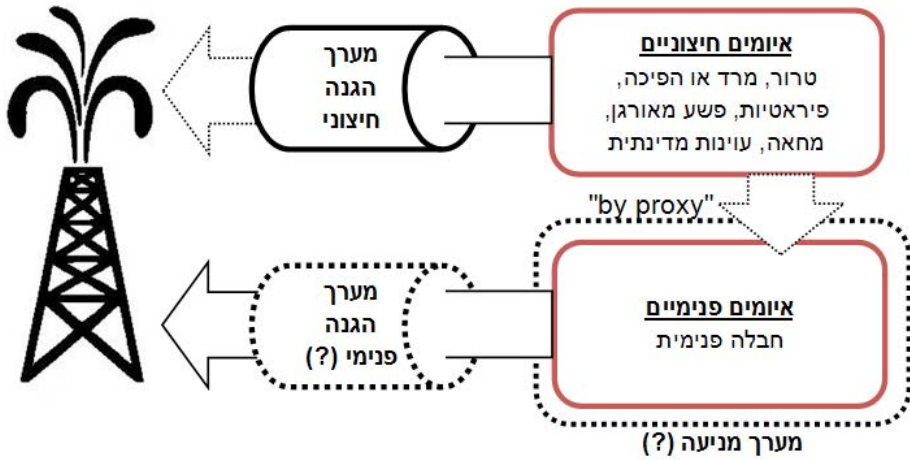 איומים חיצוניים
טרור, מרד או הפיכה,
פיראטיות, פשע מאורגן,
מחאה, עוינות מדינתית
מערך
הגנה
חיצוני
"by proxy"
איומים פנימיים
חבלה פנימית
מערך
הגנה
פנימי (?)
מערך מניעה (?)